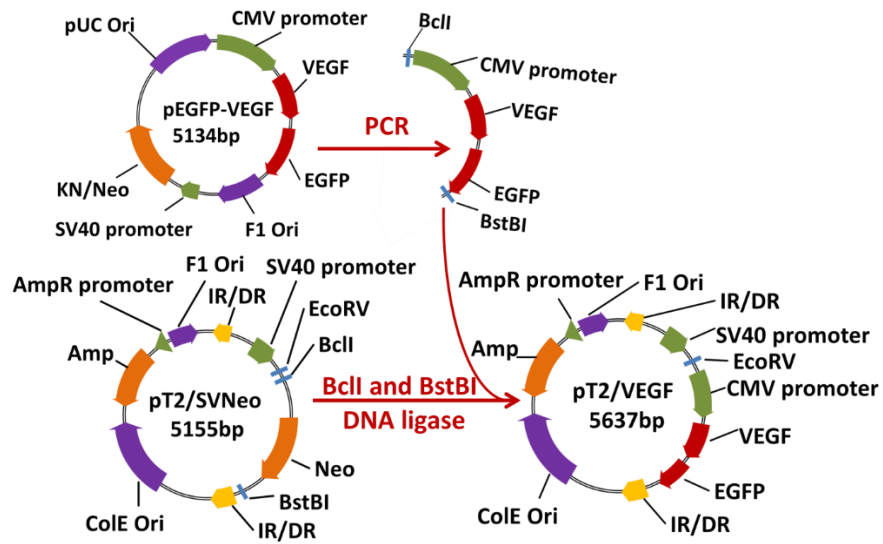 pUC Ori
CMV promoter
VEGF
pEGFP-VEGF
5134bp
EGFP
KN/Neo
SV40 promoter
F1 Ori
PCR
BclI
CMV promoter
VEGF
EGFP
BstBI
F1 Ori
SV40 promoter
AmpR promoter
IR/DR
EcoRV
BclI
Amp
pT2/SVNeo
5155bp
Neo
BstBI
ColE Ori
IR/DR
BclI and BstBI
DNA ligase
AmpR promoter
F1 Ori
IR/DR
SV40 promoter
EcoRV
Amp
CMV promoter
pT2/VEGF
5637bp
VEGF
EGFP
ColE Ori
IR/DR